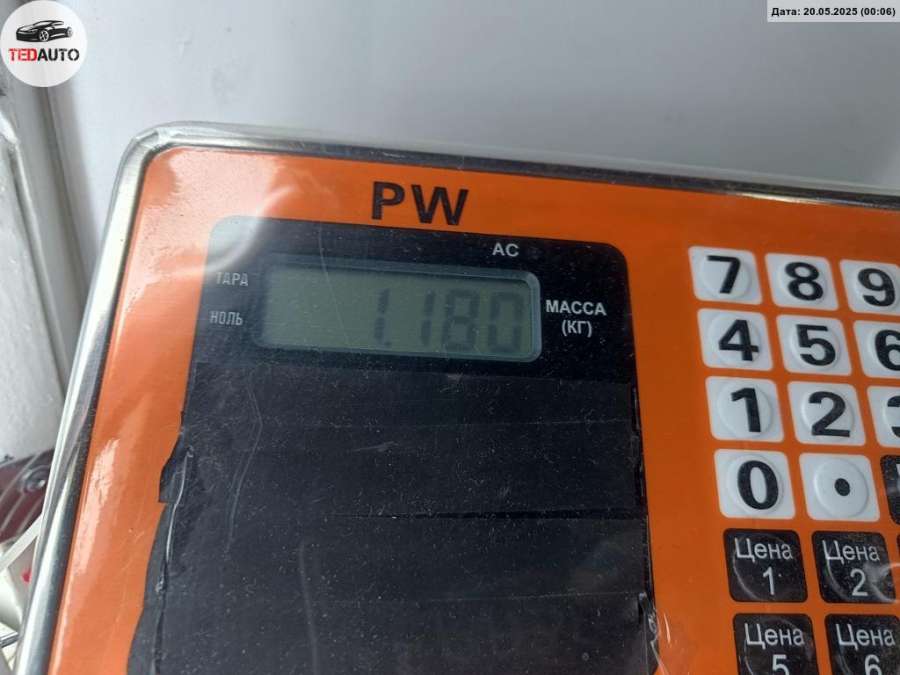 TEDAUTO
Дата: 20.05.2025 (00:06)
PW
AC
ТАРА
НОЛЬ
1.180
МАССА
(КГ)
7 8 9
4 5 6
1 2
0 .
Цена 1
Цена 2
Цена 5
Цена 6